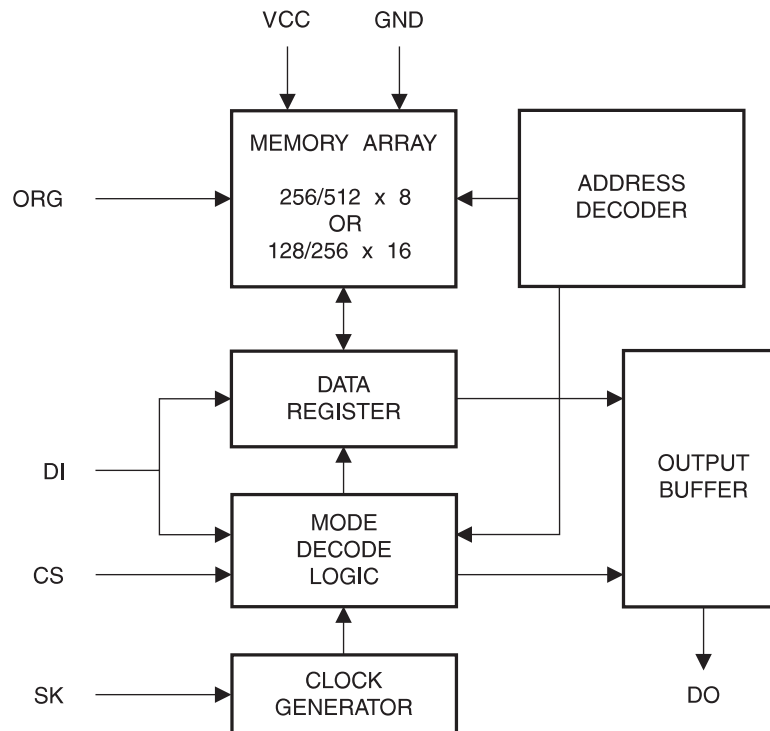 VCC
GND
MEMORY ARRAY
256/512 x 8
OR
128/256 x 16
ADDRESS
DECODER
ORG
DATA
REGISTER
DI
OUTPUT
BUFFER
MODE
DECODE
LOGIC
CS
CLOCK
GENERATOR
SK
DO